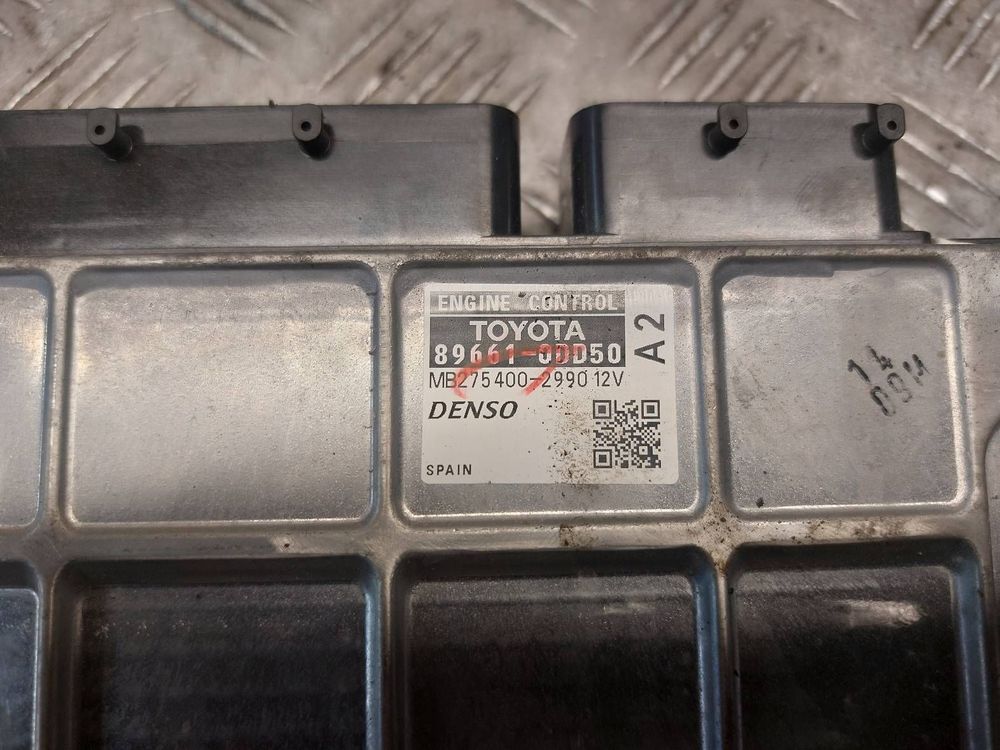 ENGINE CONTROL
TOYOTA
89661-0DD50
MB275400-2990 12V
A2
DENSO
SPAIN